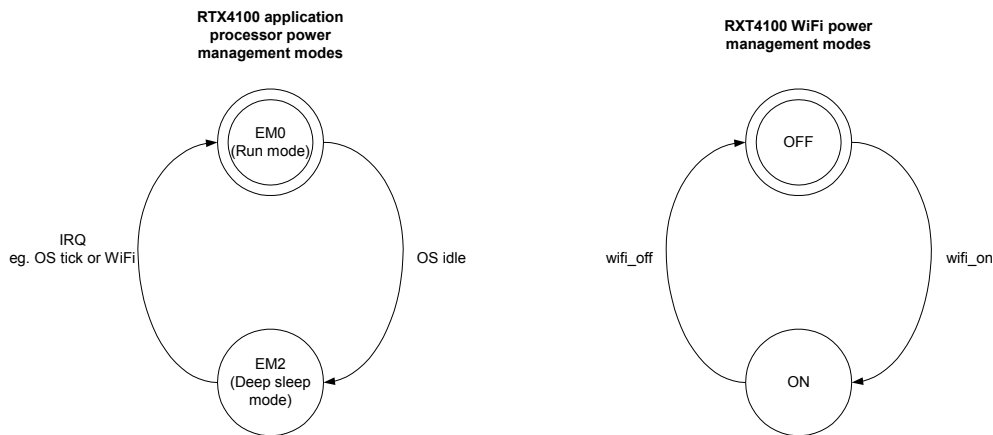 RTX4100 application
processor power
management modes
EM0
(Run mode)
IRQ
eg. OS tick or WiFi
OS idle
EM2
(Deep sleep
mode)
RXT4100 WiFi power
management modes
OFF
wifi_off
wifi_on
ON